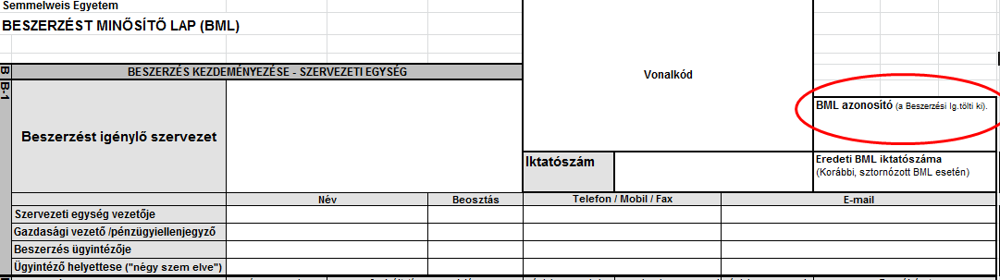 Semmelweis Egyetem
BESZERZÉST MINŐSÍTŐ LAP (BML)
B
BESZERZÉS KEZDEMÉNYEZÉSE - SZERVEZETI EGYSÉG
Vonalkód
B-1
BML azonosító (a Beszerzési Ig.tölti ki).
Beszerzést igénylő szervezet
Iktatószám
Eredeti BML iktatószáma
(Korábbi, sztornózott BML esetén)
Név
Beosztás
Telefon / Mobil / Fax
E-mail
Szervezeti egység vezetője
Gazdasági vezető /pénzügyiellenjegyző
Beszerzés ügyintézője
Ügyintéző helyettese ("négy szem elve")